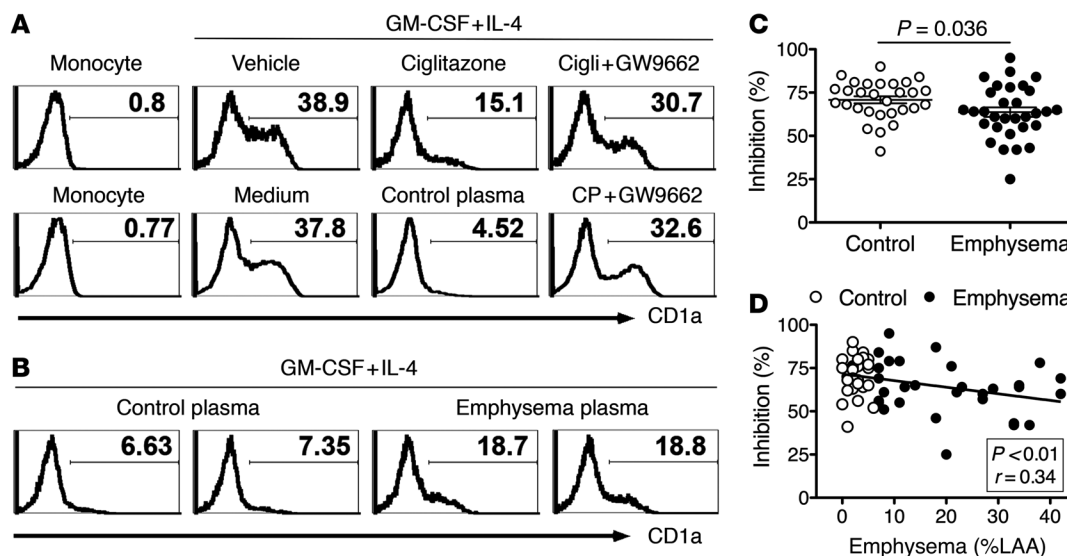 A
GM-CSF+IL-4
Monocyte
Vehicle
Ciglitazone
Cigli+GW9662
0.8
38.9
15.1
30.7
Monocyte
Medium
Control plasma
CP+GW9662
0.77
37.8
4.52
32.6
CD1a
B
GM-CSF+IL-4
Control plasma
Emphysema plasma
6.63
7.35
18.7
18.8
CD1a
C
P = 0.036
Inhibition (%)
100
75
50
25
0
Control
Emphysema
D
Control
Emphysema
Inhibition (%)
100
75
50
25
0
P<0.01
r=0.34
0 10 20 30 40
Emphysema (%LAA)